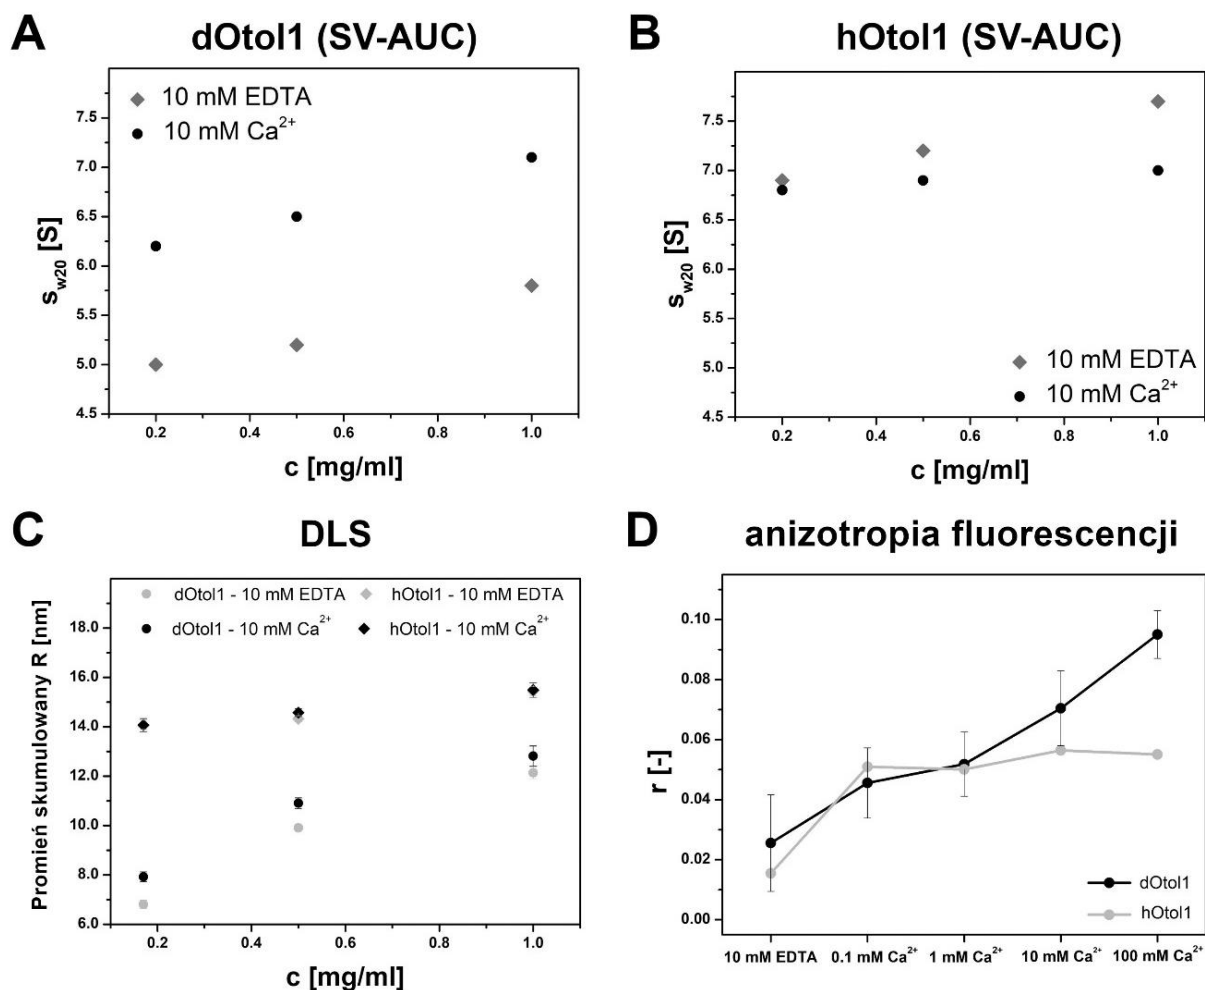 A
dOtol1 (SV-AUC)
10 mM EDTA
10 mM Ca²⁺
7.5
7.0
6.5
6.0
5.5
5.0
4.5
s_w20 [S]
0.2 0.4 0.6 0.8 1.0
c [mg/ml]
B
hOtol1 (SV-AUC)
7.5
7.0
6.5
6.0
5.5
5.0
4.5
s_w20 [S]
10 mM EDTA
10 mM Ca²⁺
0.2 0.4 0.6 0.8 1.0
c [mg/ml]
C
DLS
dOtol1 - 10 mM EDTA hOtol1 - 10 mM EDTA
dOtol1 - 10 mM Ca²⁺ hOtol1 - 10 mM Ca²⁺
18.0
16.0
14.0
12.0
10.0
8.0
6.0
Promień skumulowany R [nm]
0.2 0.4 0.6 0.8 1.0
c [mg/ml]
D
anizotropia fluorescencji
0.10
0.08
0.06
0.04
0.02
0.00
r [-]
dOtol1
hOtol1
10 mM EDTA 0.1 mM Ca²⁺ 1 mM Ca²⁺ 10 mM Ca²⁺ 100 mM Ca²⁺